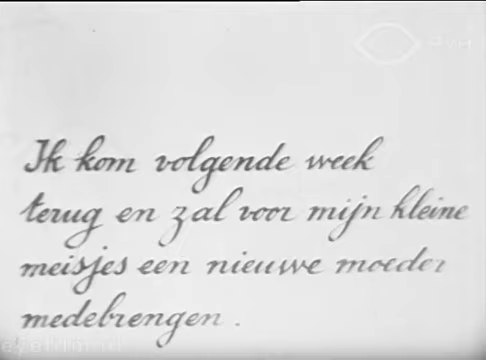 Ik kom volgende week
terug en zal voor mijn kleine
meisjes een nieuwe moeder
medebrengen.